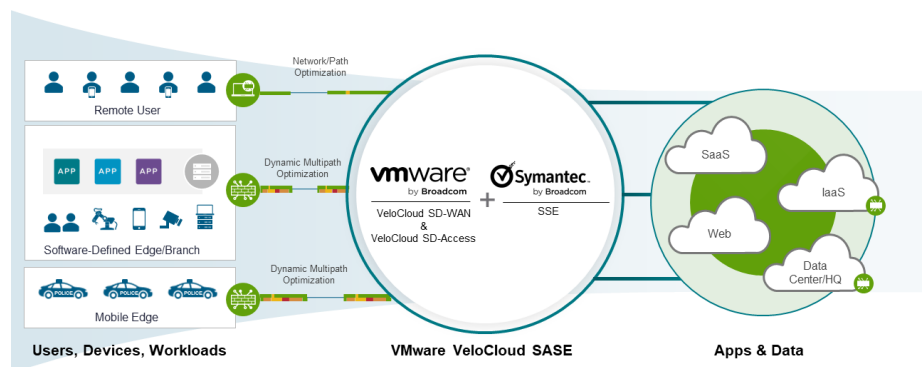 Remote User
APP
APP
APP
Software-Defined Edge/Branch
POLICE
POLICE
POLICE
Mobile Edge
Users, Devices, Workloads
Network/Path
Optimization
Dynamic Multipath
Optimization
Dynamic Multipath
Optimization
vmware®
by Broadcom
VeloCloud SD-WAN
&
VeloCloud SD-Access
+
Symantec.
by Broadcom
SSE
VMware VeloCloud SASE
SaaS
IaaS
Web
Data
Center/HQ
Apps & Data